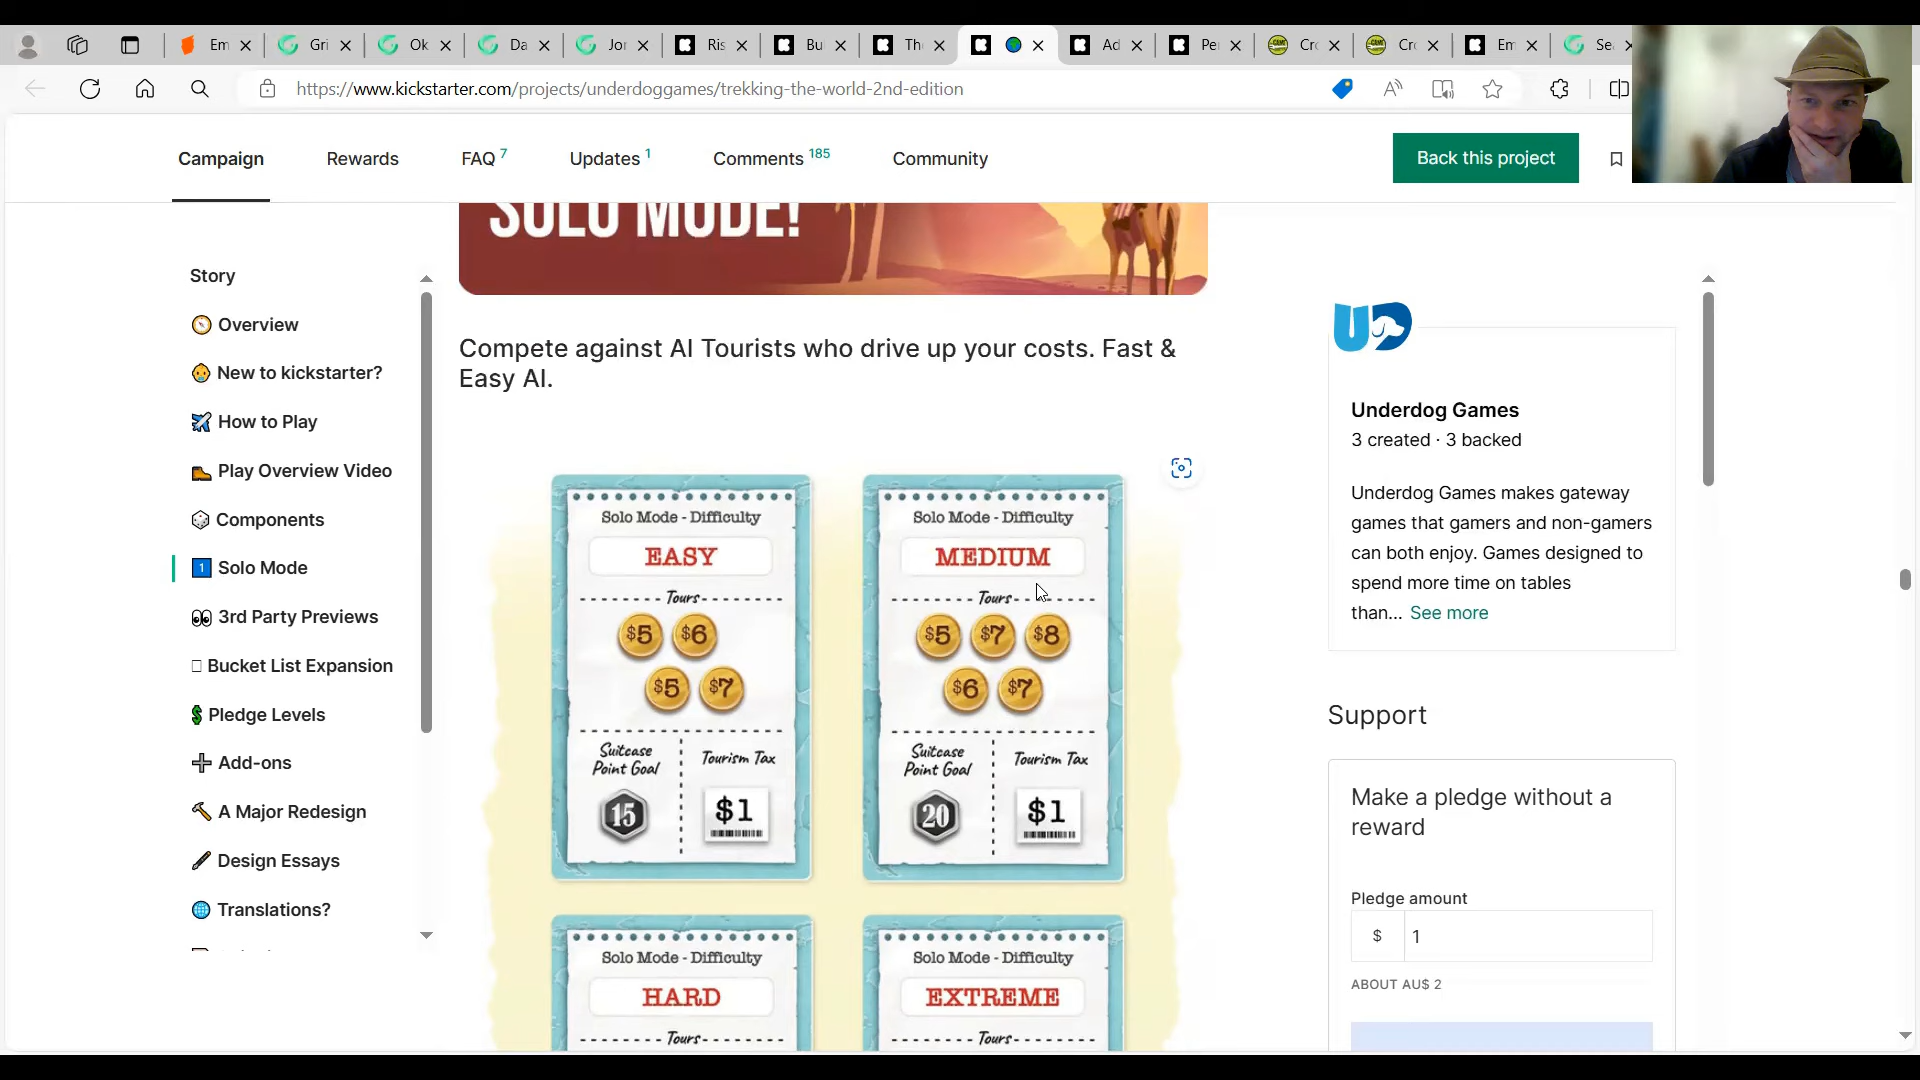 Em
Gri
Ok
Da
Jor
Ris
Bu
Th
Ad
Pe
Cro
Cro
Em
Se
https://www.kickstarter.com/projects/underdoggames/trekking-the-world-2nd-edition
Campaign
Rewards
FAQ 7
Updates 1
Comments 185
Community
Back this project
Story
Overview
New to kickstarter?
How to Play
Play Overview Video
Components
1 Solo Mode
3rd Party Previews
Bucket List Expansion
Pledge Levels
Add-ons
A Major Redesign
Design Essays
Translations?
SOLO MODE!
Compete against AI Tourists who drive up your costs. Fast &
Easy AI.
Solo Mode - Difficulty
EASY
Tours
$5 $6
$5 $7
Suitcase
Point Goal
15
Tourism Tax
$1
Solo Mode - Difficulty
MEDIUM
Tours
$5 $7 $8
$6 $7
Suitcase
Point Goal
20
Tourism Tax
$1
Solo Mode - Difficulty
HARD
Tours
Solo Mode - Difficulty
EXTREME
Tours
UD
Underdog Games
3 created · 3 backed
Underdog Games makes gateway
games that gamers and non-gamers
can both enjoy. Games designed to
spend more time on tables
than... See more
Support
Make a pledge without a
reward
Pledge amount
$ 1
ABOUT AU$ 2